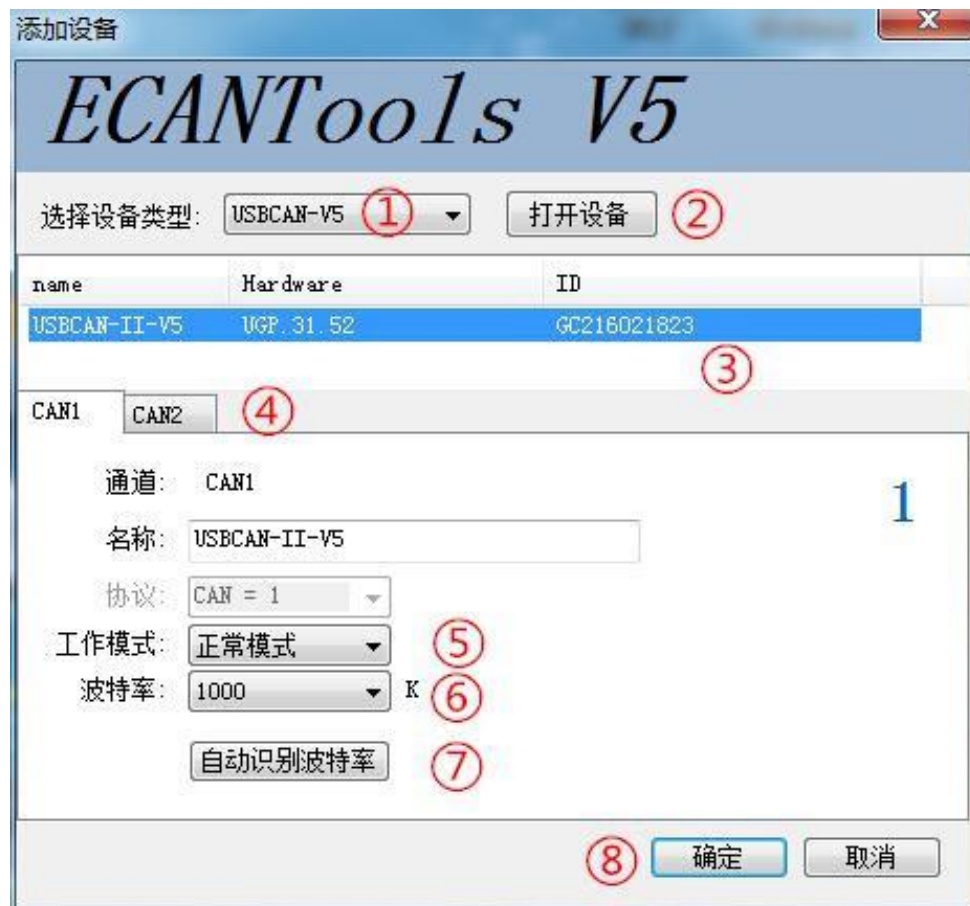 添加设备
ECANTools V5
选择设备类型: USBCAN-V5 ① 打开设备 ②
name Hardware ID
USBCAN-II-V5 UGP.31.52 GC216021823
③
CAN1 CAN2 ④
通道: CAN1
1
名称: USBCAN-II-V5
协议: CAN = 1
工作模式: 正常模式 ⑤
波特率: 1000 K ⑥
自动识别波特率 ⑦
⑧ 确定 取消